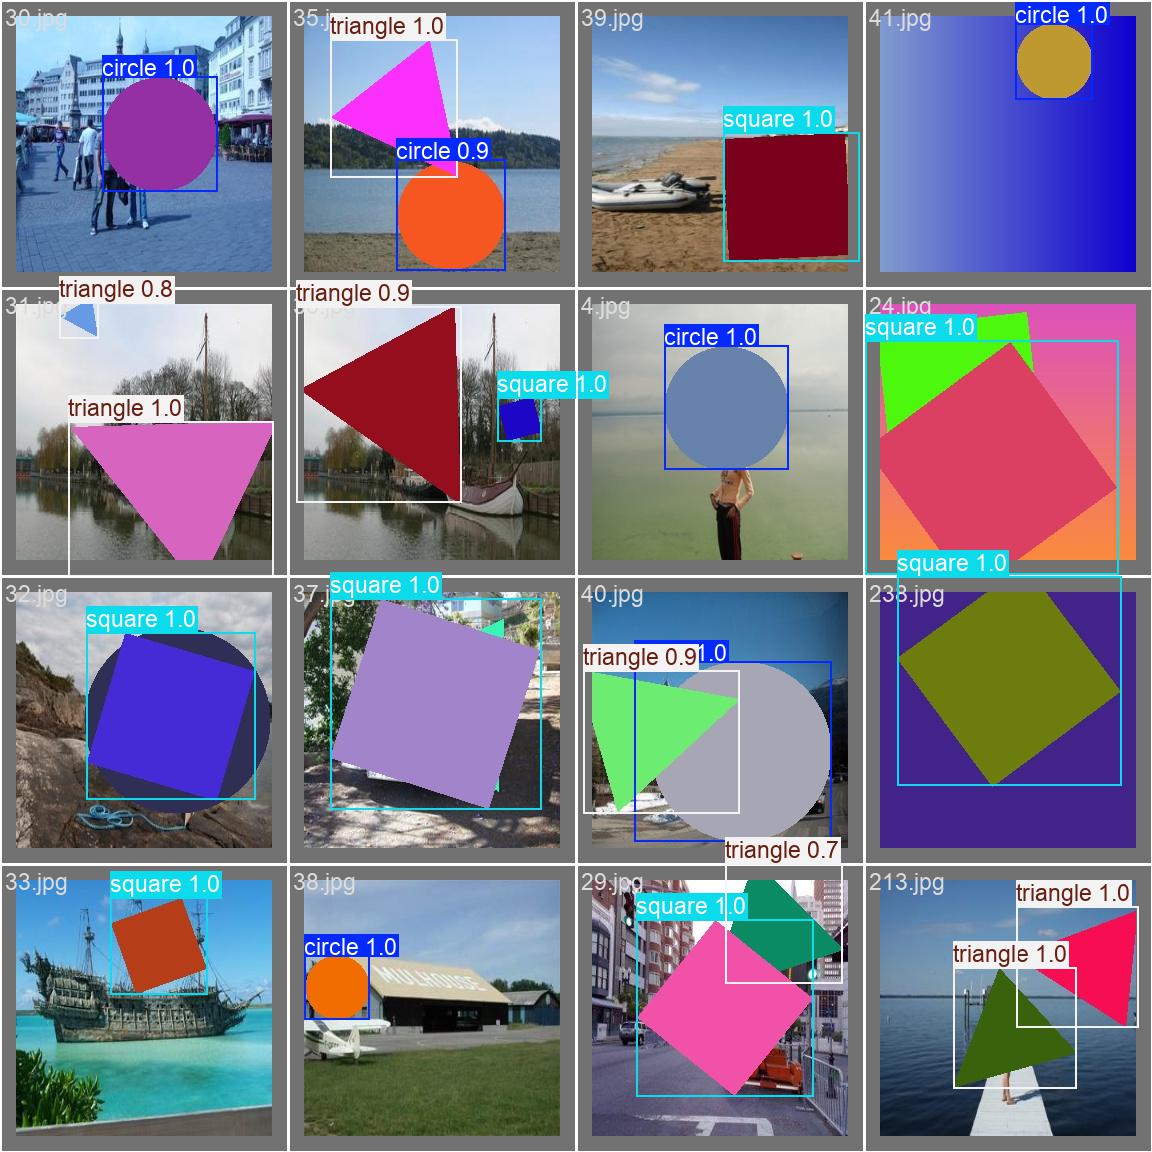 30.jpg
circle 1.0
35.j
triangle 1.0
circle 0.9
39.jpg
square 1.0
41.jpg
circle 1.0
31.jpg
triangle 0.8
triangle 1.0
triangle 0.9
square 1.0
4.jpg
circle 1.0
24.jpg
square 1.0
32.jpg
square 1.0
37.j
square 1.0
40.jpg
triangle 0.9
1.0
238.jpg
square 1.0
33.jpg
square 1.0
38.jpg
circle 1.0
MULHOUSE
29.jpg
square 1.0
triangle 0.7
213.jpg
triangle 1.0
triangle 1.0